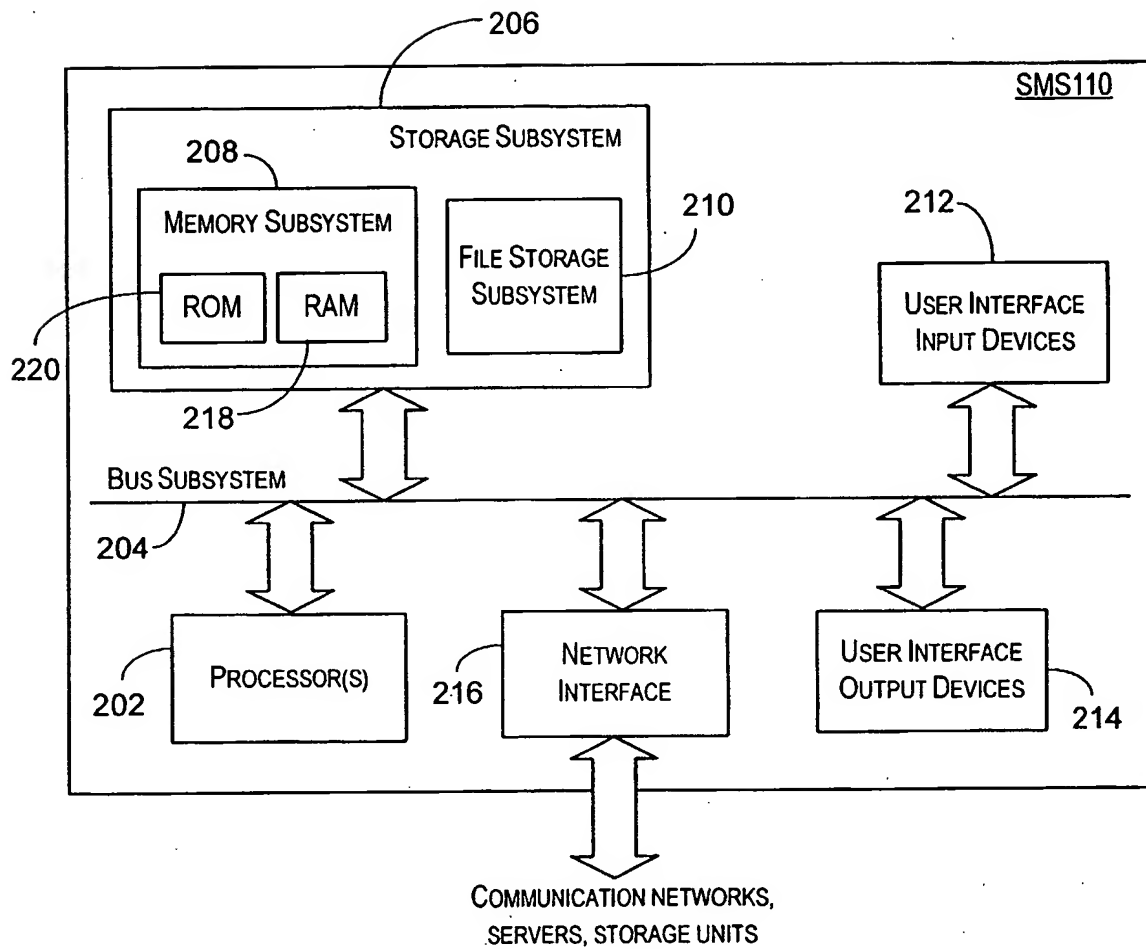 206
SMS110
STORAGE SUBSYSTEM
208
MEMORY SUBSYSTEM
210
212
FILE STORAGE
SUBSYSTEM
ROM
RAM
USER INTERFACE
INPUT DEVICES
220
218
BUS SUBSYSTEM
204
PROCESSOR(S)
202
NETWORK
INTERFACE
216
USER INTERFACE
OUTPUT DEVICES
214
COMMUNICATION NETWORKS,
SERVERS, STORAGE UNITS